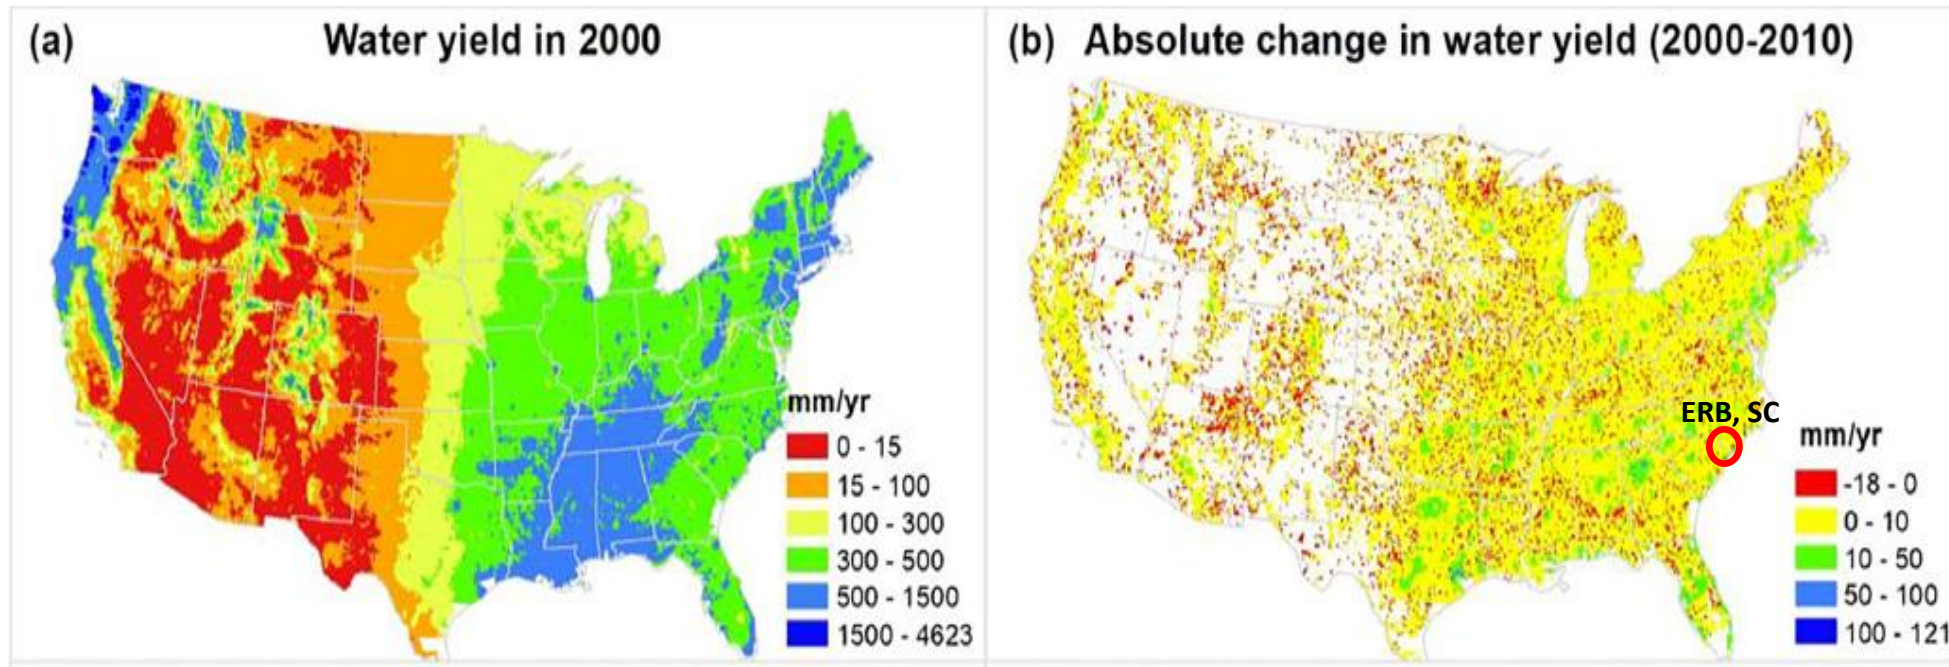 (a) Water yield in 2000
mm/yr
0 - 15
15 - 100
100 - 300
300 - 500
500 - 1500
1500 - 4623
(b) Absolute change in water yield (2000-2010)
ERB, SC
mm/yr
-18 - 0
0 - 10
10 - 50
50 - 100
100 - 121